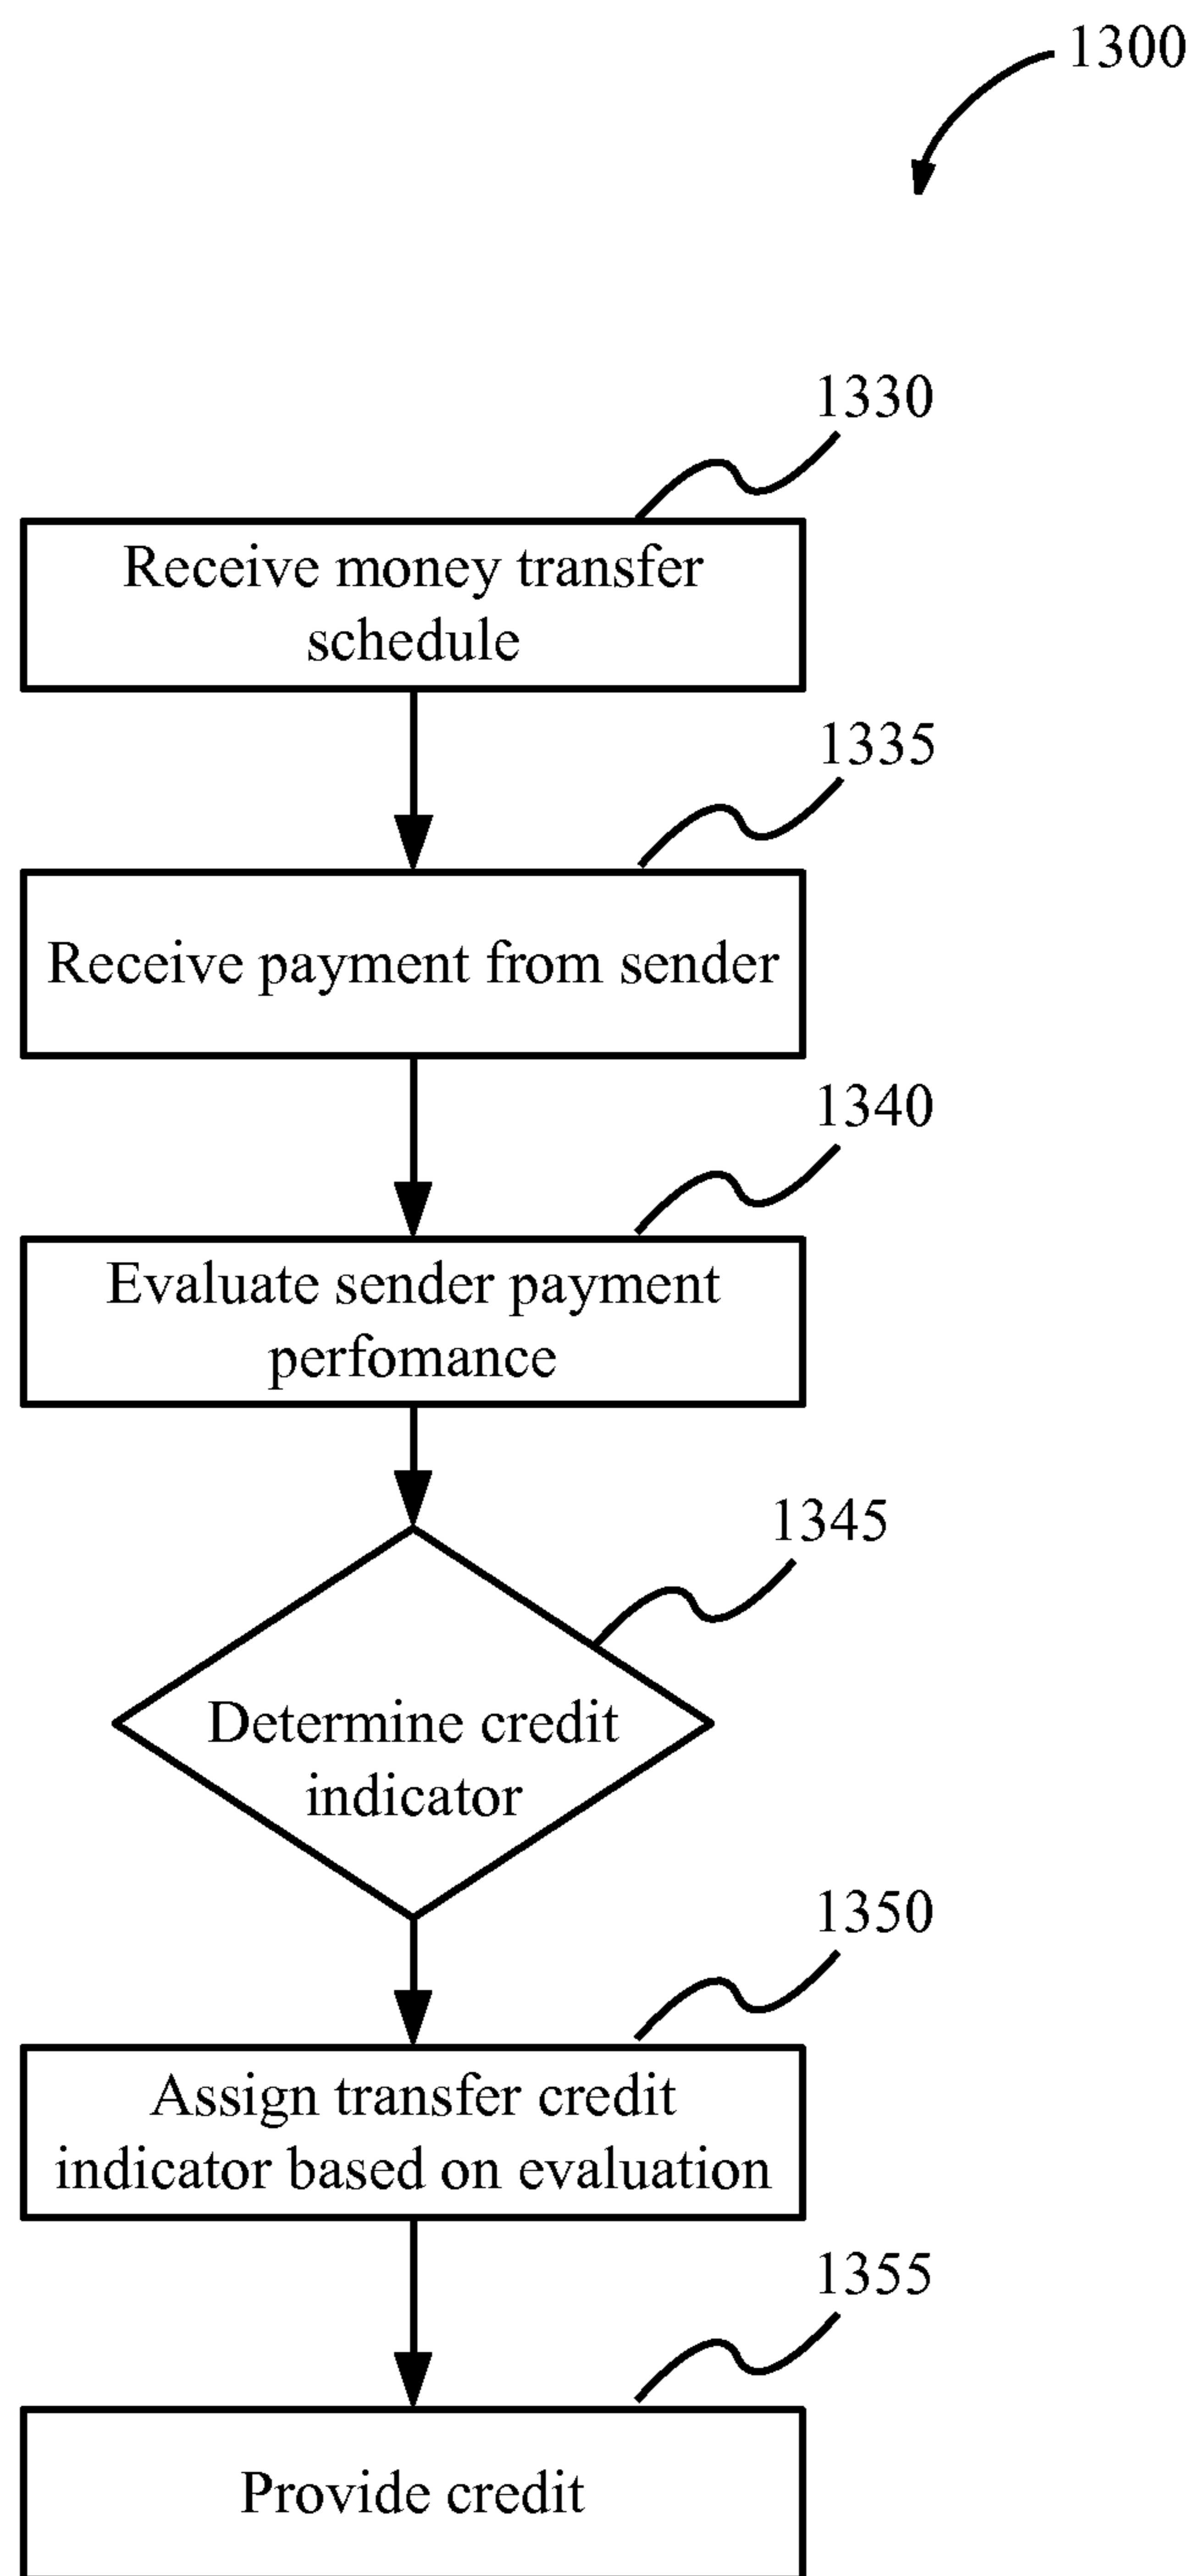 1300
1330
Receive money transfer
schedule
1335
Receive payment from sender
1340
Evaluate sender payment
perfomance
1345
Determine credit
indicator
1350
Assign transfer credit
indicator based on evaluation
1355
Provide credit